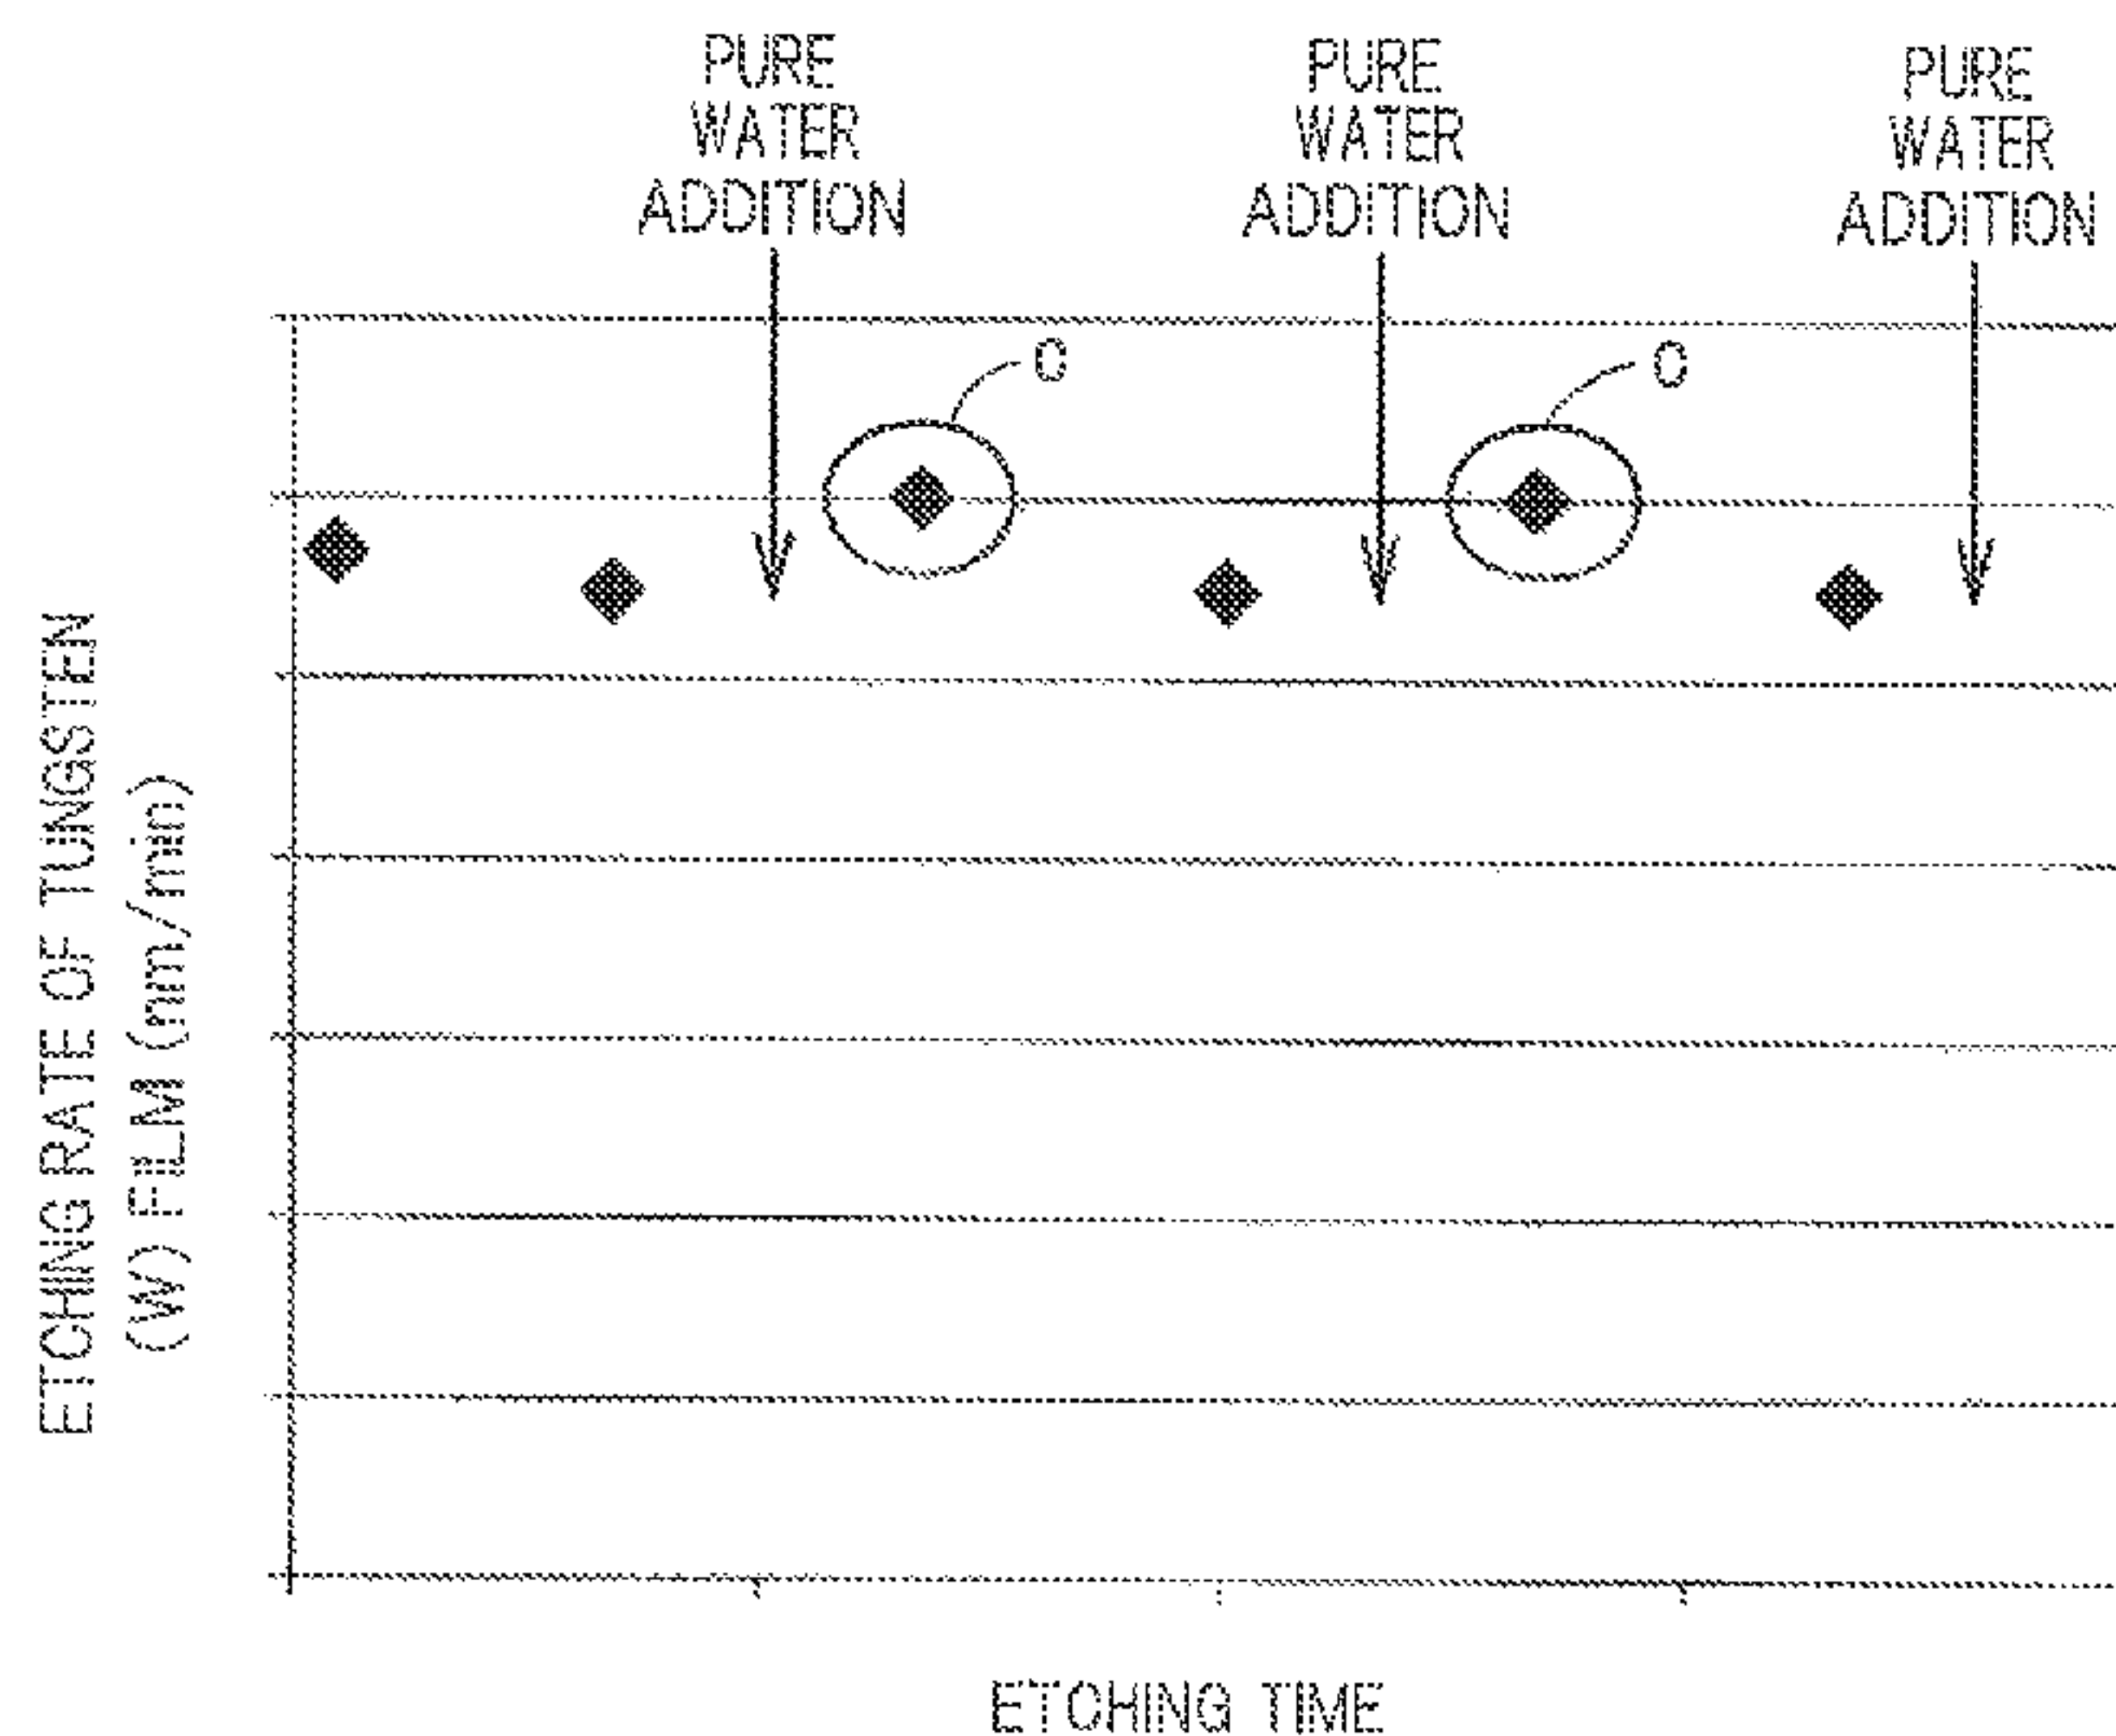 PURE
WATER
ADDITION
PURE
WATER
ADDITION
PURE
WATER
ADDITION
C
C
ETCHING RATE OF TUNGSTEN
(W) FILM (nm/min)
ETCHING TIME